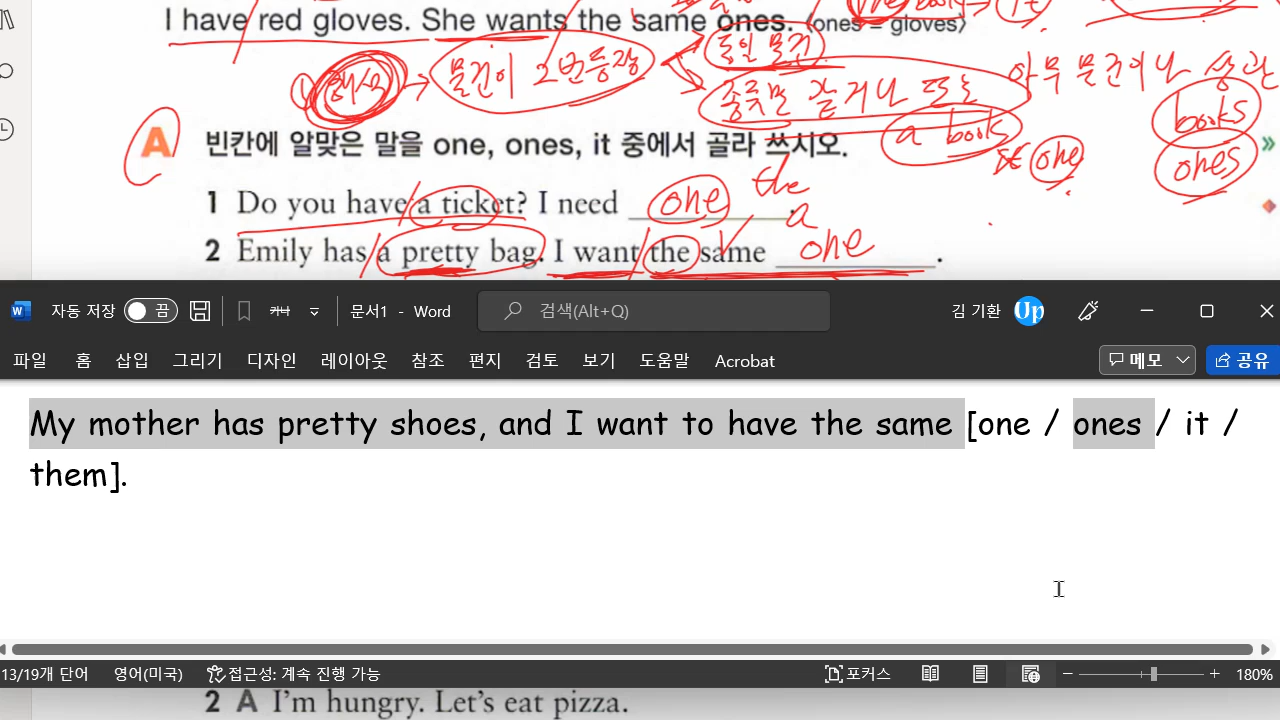 I have red gloves. She wants the same ones. (ones = gloves)
해석 → 물건이 2번 등장
동일 물건
종류만 같거나 또는
아무 물건이나 상관
a book
one
books
ones
A 빈칸에 알맞은 말을 one, ones, it 중에서 골라 쓰시오.
1 Do you have a ticket? I need one.
the
a
2 Emily has a pretty bag. I want the same one.
자동 저장 끔 문서1 - Word 검색(Alt+Q) 김 기환 Up
파일 홈 삽입 그리기 디자인 레이아웃 참조 편지 검토 보기 도움말 Acrobat 메모 공유
My mother has pretty shoes, and I want to have the same [one / ones / it /
them].
13/19개 단어 영어(미국) 접근성: 계속 진행 가능 포커스 180%
2 A I'm hungry. Let's eat pizza.